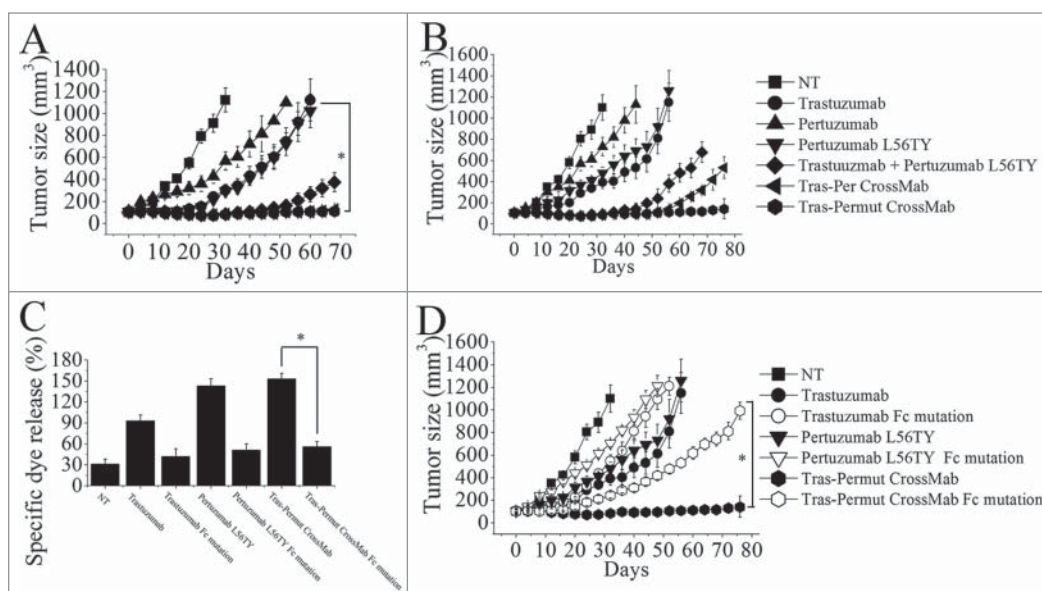 A
Tumor size (mm³)
1400
1200
1000
800
600
400
200
0
*
0 10 20 30 40 50 60 70
Days
B
Tumor size (mm³)
1600
1400
1200
1000
800
600
400
200
0
0 10 20 30 40 50 60 70 80
Days
NT
Trastuzumab
Pertuzumab
Pertuzumab L56TY
Trastuuzmab + Pertuzumab L56TY
Tras-Per CrossMab
Tras-Permut CrossMab
C
Specific dye release (%)
180
150
120
90
60
30
0
*
NT
Trastuzumab
Trastuzumab Fc mutation
Pertuzumab L56TY
Pertuzumab L56TY Fc mutation
Tras-Permut CrossMab
Tras-Permut CrossMab Fc mutation
D
Tumor size (mm³)
1600
1400
1200
1000
800
600
400
200
0
*
0 10 20 30 40 50 60 70 80
Days
NT
Trastuzumab
Trastuzumab Fc mutation
Pertuzumab L56TY
Pertuzumab L56TY Fc mutation
Tras-Permut CrossMab
Tras-Permut CrossMab Fc mutation